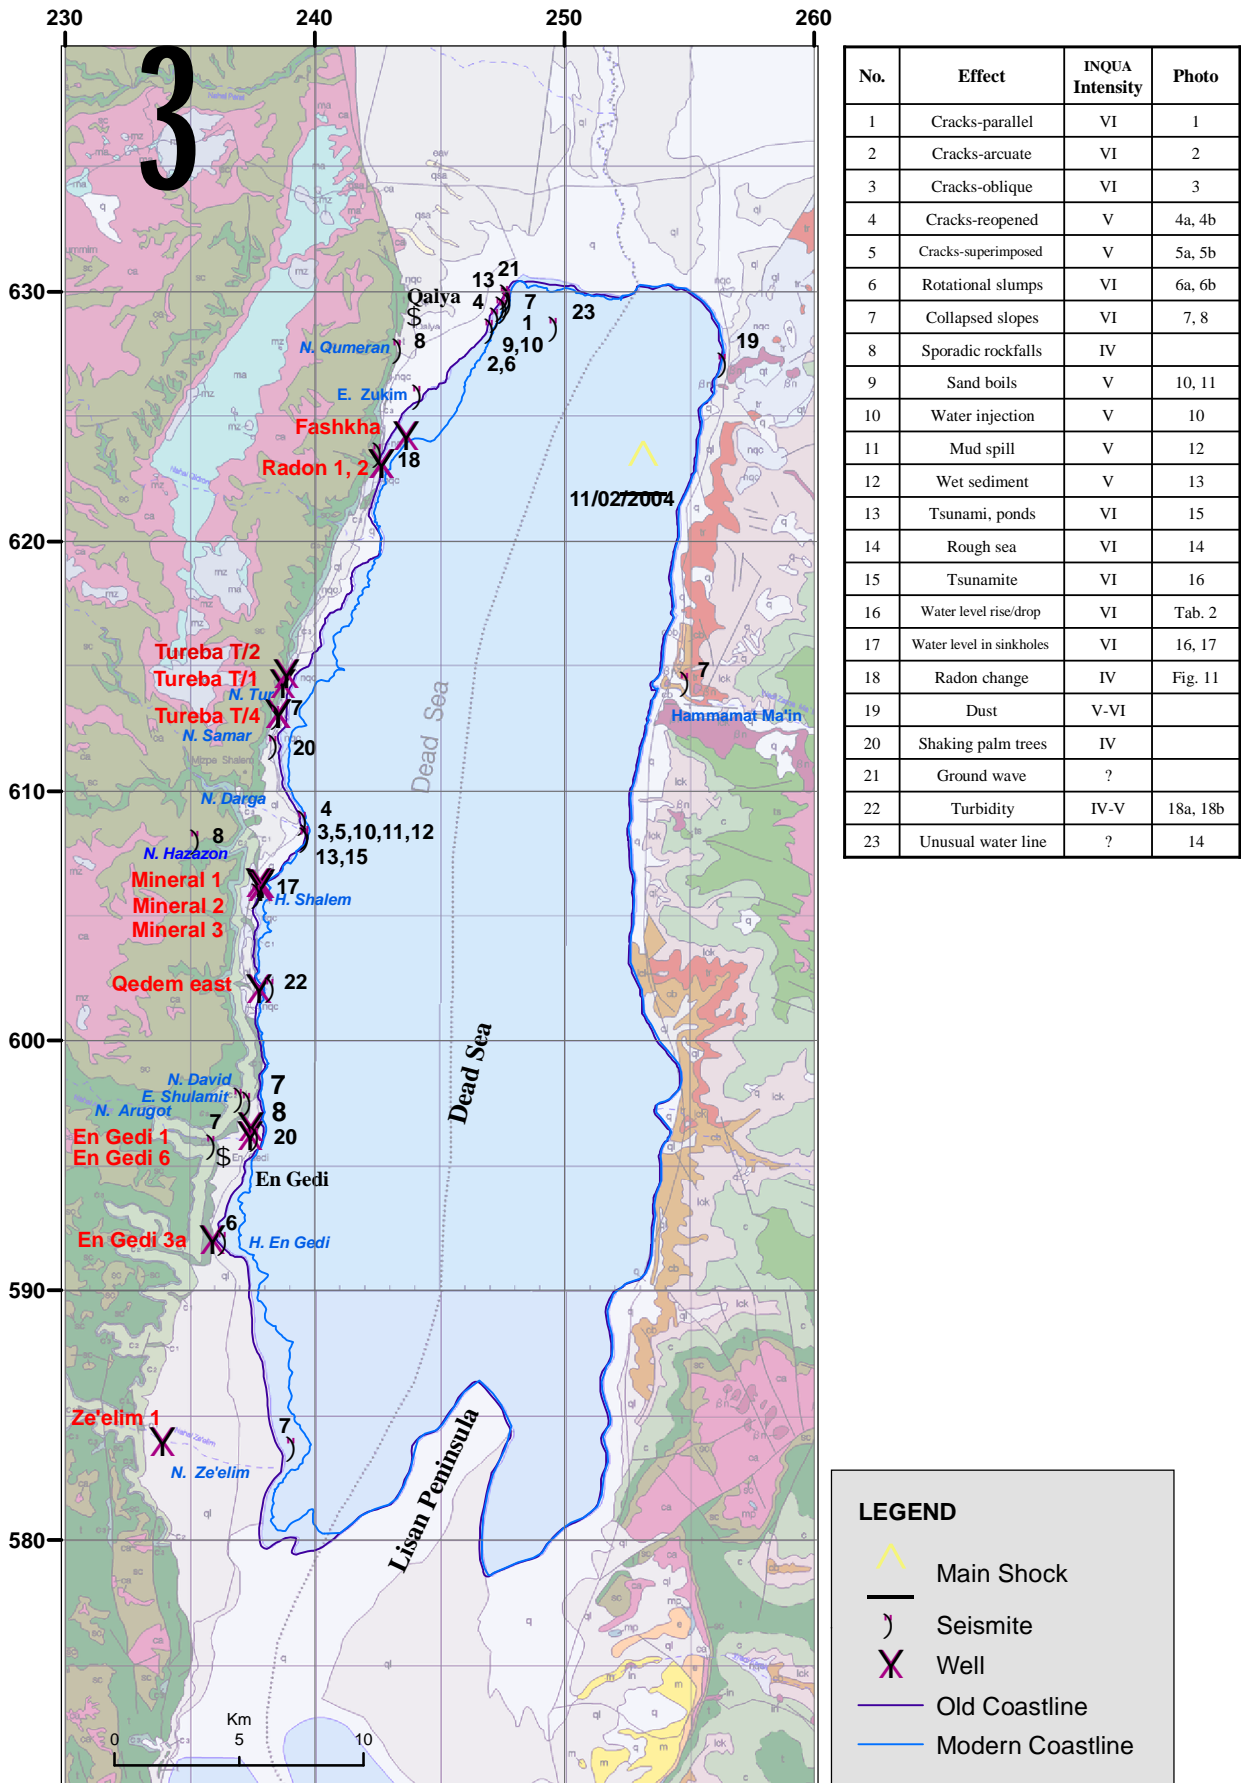 230 240 250 260
3
630
620
610
600
590
580
21
13
Qalya
4 7
23
1
$
N. Qumeran 8
9,10
19
2,6
E. Zukim
Fashkha
18
Radon 1, 2
11/02/2004
Tureba T/2
Tureba T/1
7
N. Tur
Tureba T/4 7
Hammamat Ma'in
N. Samar
20
Mizpe Shalem
Dead Sea
N. Darga
4
3,5,10,11,12
8
N. Hazazon
13,15
Mineral 1
17
H. Shalem
Mineral 2
Mineral 3
Qedem east 22
Dead Sea
N. David 7
E. Shulamit
N. Arugot 8
7
En Gedi 1 20
En Gedi 6 $
En Gedi
6
En Gedi 3a H. En Gedi
Ze'elim 1
7
Nahal Ze'elim
N. Ze'elim
Lisan Peninsula
Km
0 5 10
No. Effect INQUA Intensity Photo
1 Cracks-parallel VI 1
2 Cracks-arcuate VI 2
3 Cracks-oblique VI 3
4 Cracks-reopened V 4a, 4b
5 Cracks-superimposed V 5a, 5b
6 Rotational slumps VI 6a, 6b
7 Collapsed slopes VI 7, 8
8 Sporadic rockfalls IV
9 Sand boils V 10, 11
10 Water injection V 10
11 Mud spill V 12
12 Wet sediment V 13
13 Tsunami, ponds VI 15
14 Rough sea VI 14
15 Tsunamite VI 16
16 Water level rise/drop VI Tab. 2
17 Water level in sinkholes VI 16, 17
18 Radon change IV Fig. 11
19 Dust V-VI
20 Shaking palm trees IV
21 Ground wave ?
22 Turbidity IV-V 18a, 18b
23 Unusual water line ? 14
LEGEND
Main Shock
Seismite
Well
Old Coastline
Modern Coastline